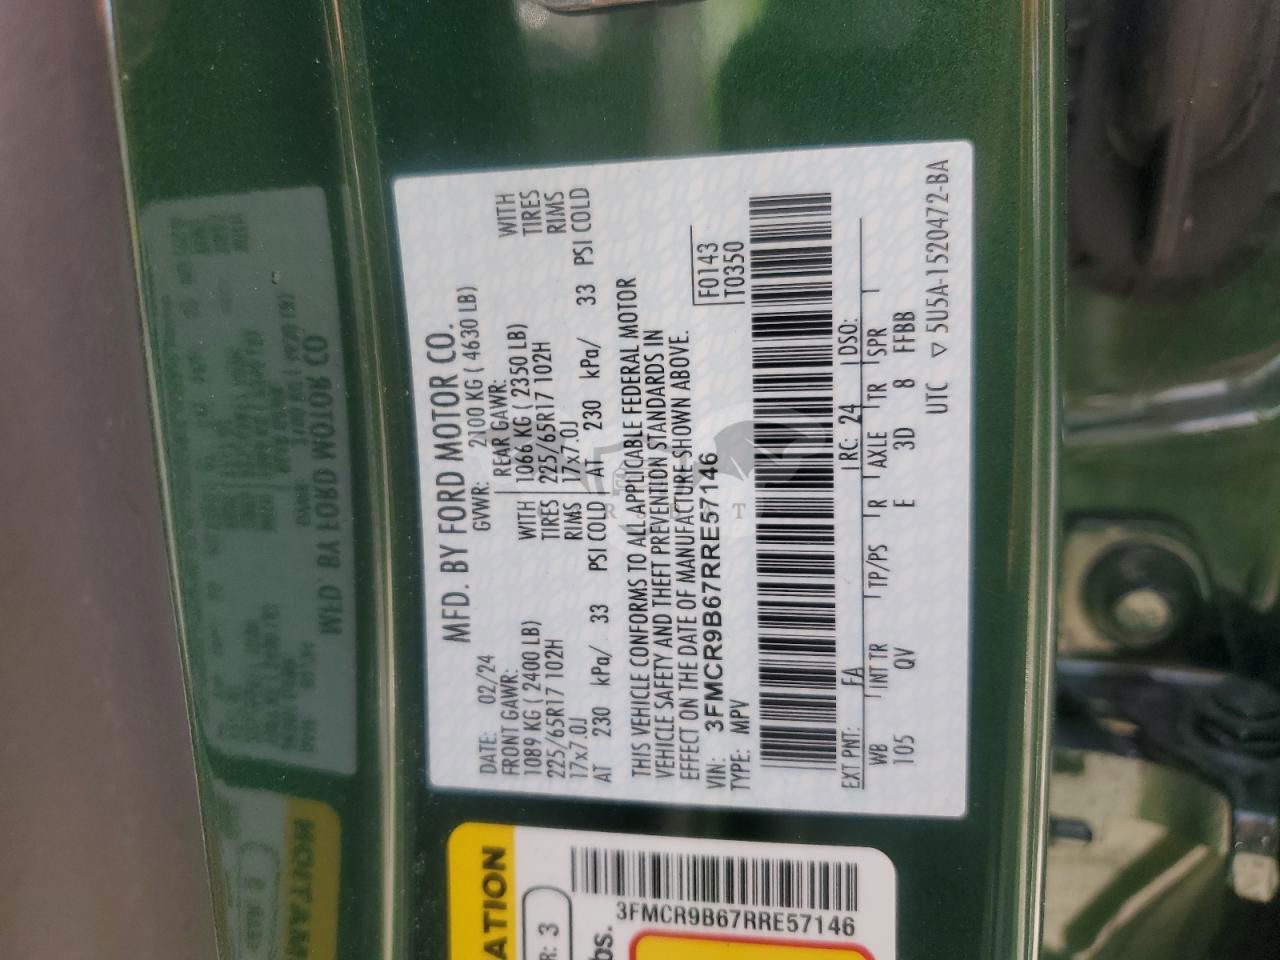 MFD. BY FORD MOTOR CO.
DATE: 02/24 GVWR: 2100 KG ( 4630 LB)
FRONT GAWR: REAR GAWR:
1089 KG ( 2400 LB) WITH 1066 KG ( 2350 LB) WITH
225/65R17 102H TIRES 225/65R17 102H TIRES
17x7.0J RIMS 17x7.0J RIMS
AT 230 kPa/ 33 PSI COLD AT 230 kPa/ 33 PSI COLD
THIS VEHICLE CONFORMS TO ALL APPLICABLE FEDERAL MOTOR
VEHICLE SAFETY AND THEFT PREVENTION STANDARDS IN
EFFECT ON THE DATE OF MANUFACTURE SHOWN ABOVE.
VIN: 3FMCR9B67RRE57146 F0143
TYPE: MPV T0350
EXT PNT: FA RC: 24 DSO:
WB INT TR TP/PS R AXLE TR SPR
105 QV E 3D 8 FFBB
UTC ▽ 5U5A-1520472-BA
ATION
R: 3
3FMCR9B67RRE57146
bs.